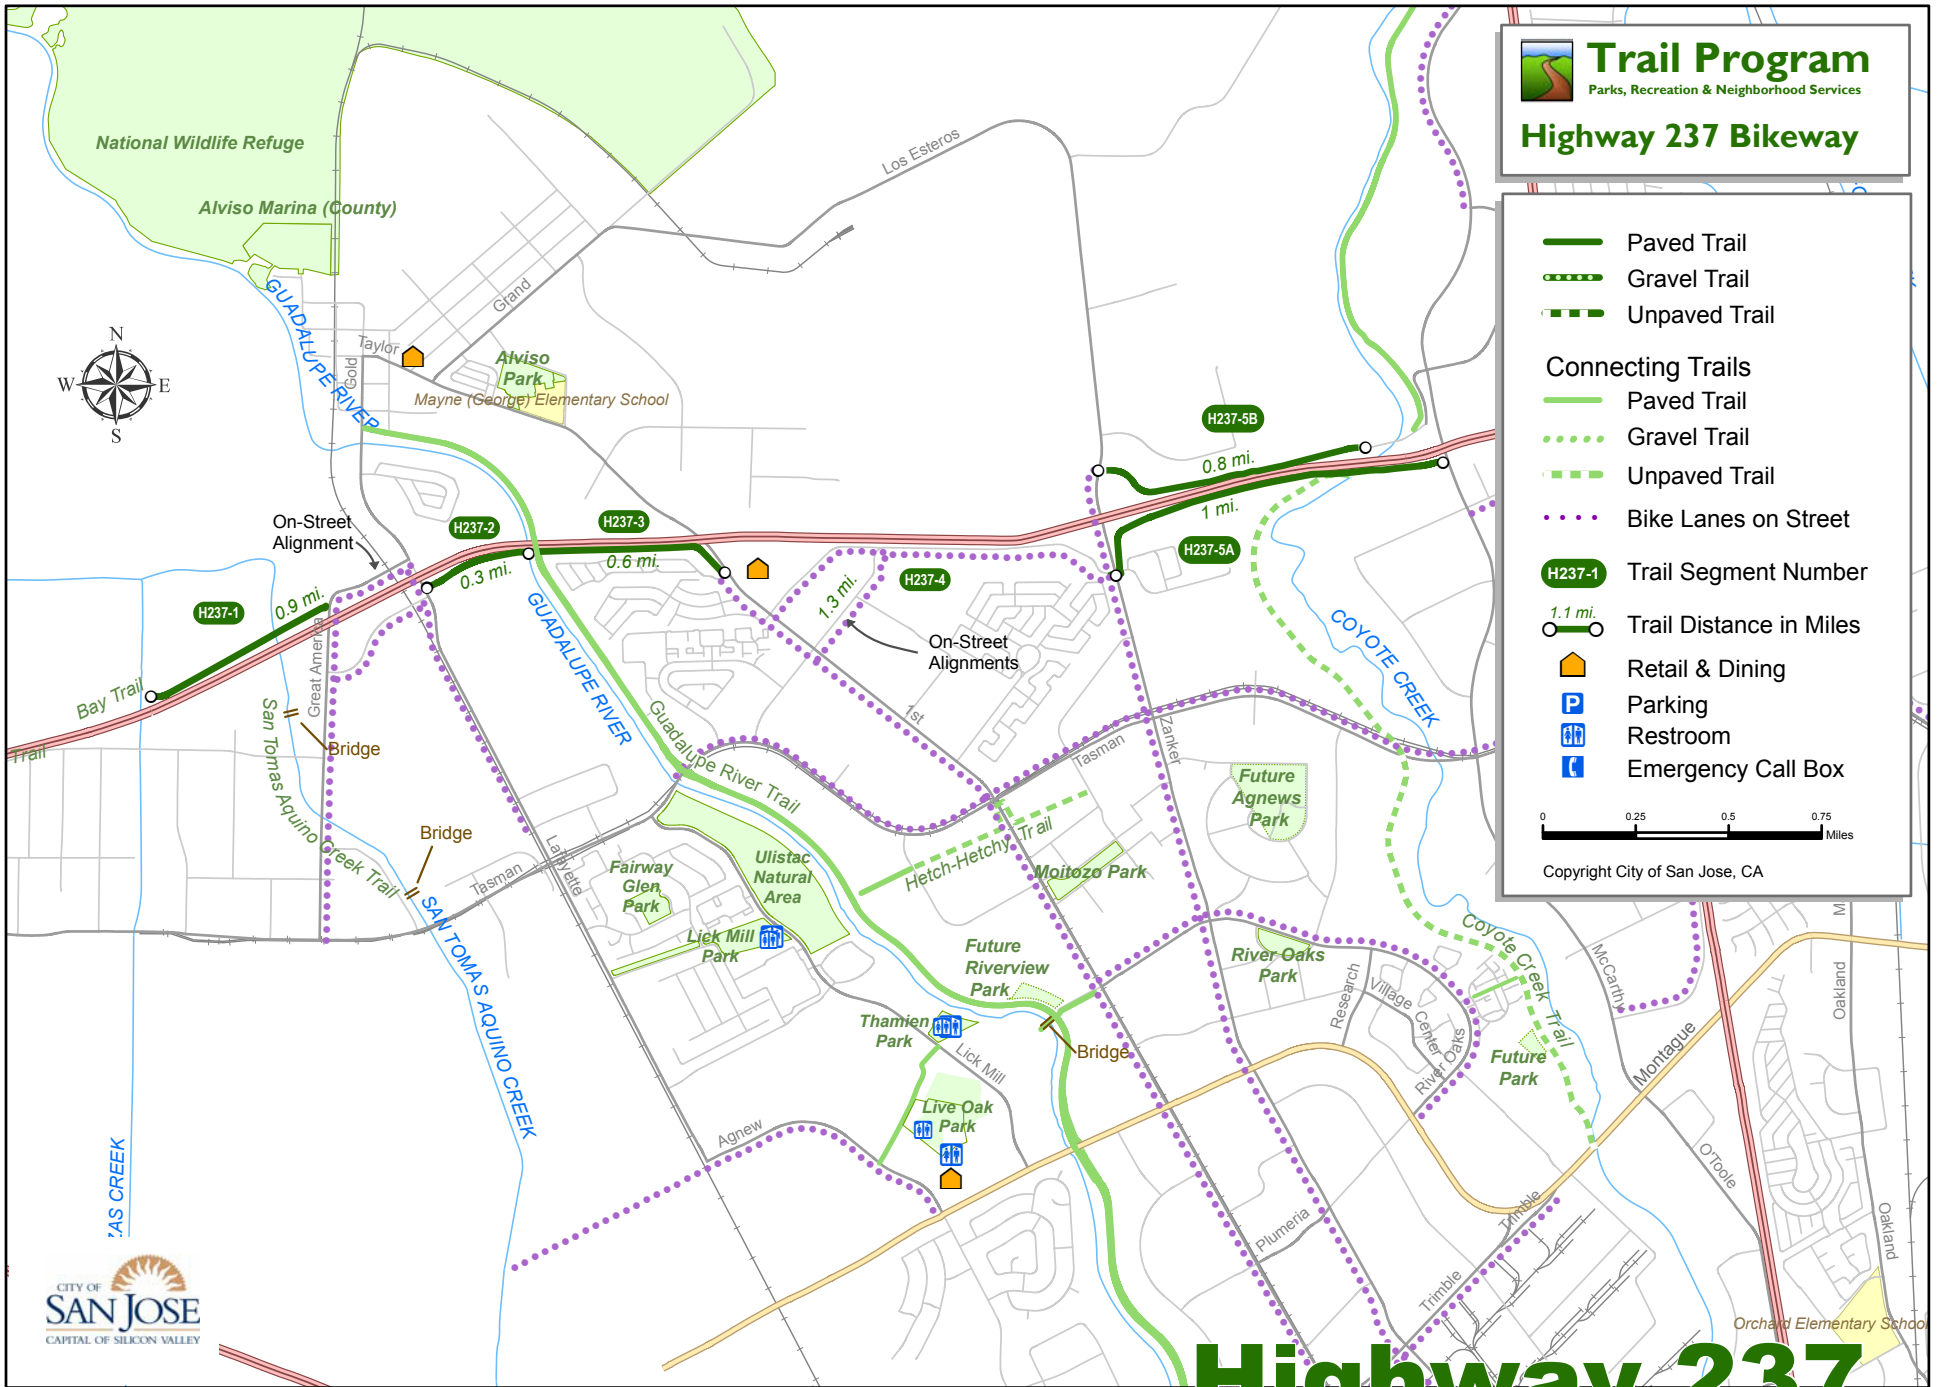 Trail Program
Parks, Recreation & Neighborhood Services
Highway 237 Bikeway
Paved Trail
Gravel Trail
Unpaved Trail
Connecting Trails
Paved Trail
Gravel Trail
Unpaved Trail
Bike Lanes on Street
H237-1
Trail Segment Number
1.1 mi.
Trail Distance in Miles
Retail & Dining
P
Parking
Restroom
Emergency Call Box
0
0.25
0.5
0.75
Miles
Copyright City of San Jose, CA
National Wildlife Refuge
Alviso Marina (County)
Los Esteros
GUADALUPE RIVER
Grand
N
W
E
S
Taylor
Gold
Alviso
Park
Mayne (George) Elementary School
H237-5B
0.8 mi.
1 mi.
H237-5A
On-Street
Alignment
H237-2
0.3 mi.
H237-3
0.6 mi.
H237-4
1.3 mi.
On-Street
Alignments
H237-1
0.9 mi.
Bay Trail
Trail
Great America
San Tomas Aquino Creek Trail
Bridge
Bridge
GUADALUPE RIVER
Guadalupe River Trail
COYOTE CREEK
1st
Tasman
Zanker
Future
Agnews
Park
Hetch-Hetchy Trail
Moitozo Park
Tasman
Lafayette
Fairway
Glen
Park
Ulistac
Natural
Area
Lick Mill
Park
SAN TOMAS AQUINO CREEK
Future
Riverview
Park
River Oaks
Park
Research
Village Center
River Oaks
Coyote Creek Trail
Future
Park
McCarthy
Montague
Oakland
Thamien
Park
Lick Mill
Bridge
Live Oak
Park
Agnew
O'Toole
Plumeria
Trimble
Trimble
Oakland
Orchard Elementary School
CITY OF
SAN JOSE
CAPITAL OF SILICON VALLEY
Highway 237